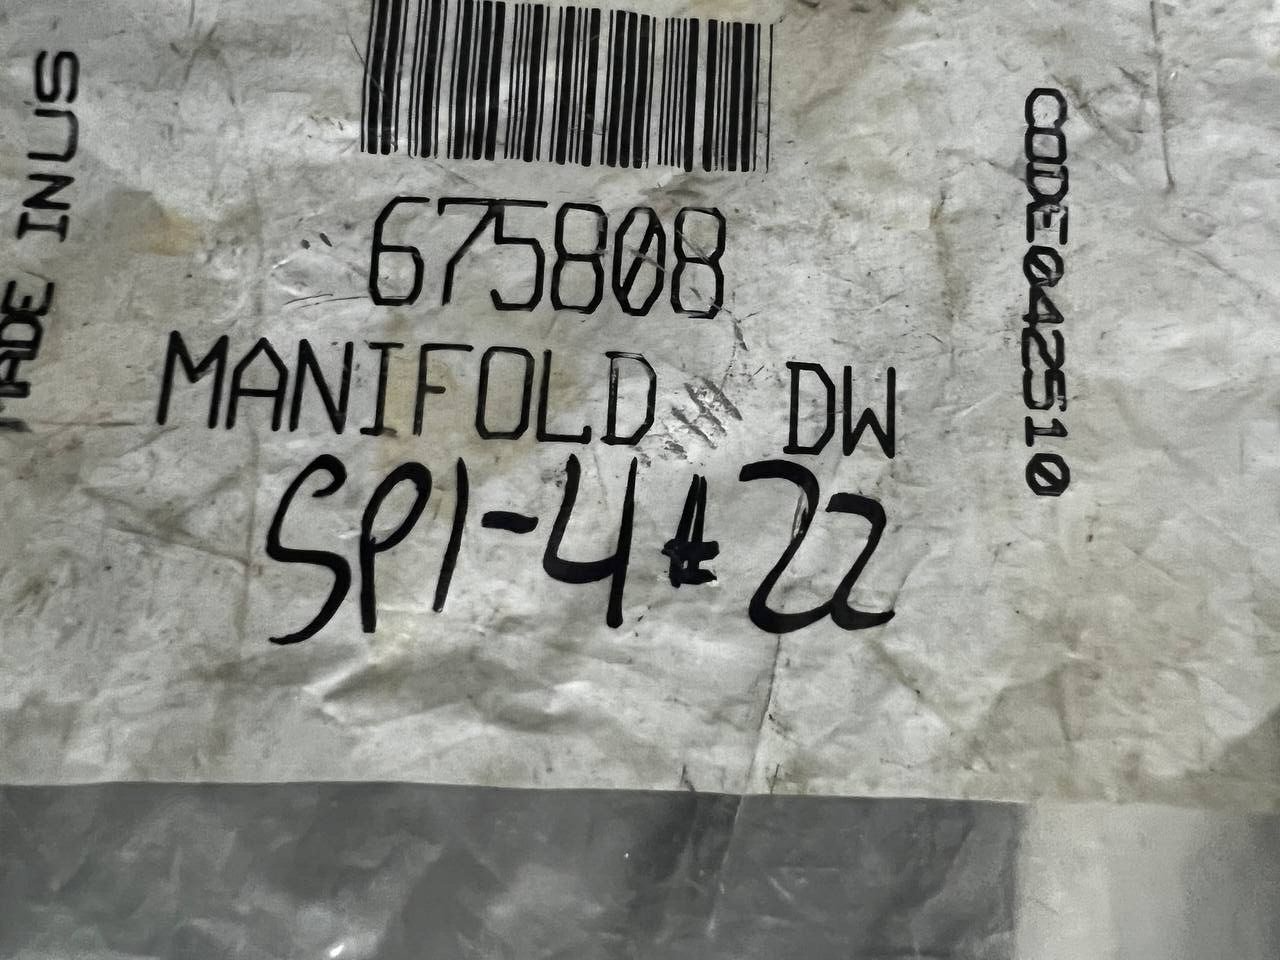 675808
MANIFOLD DW
SP1-4 # 22
MADE IN US
CODE042510